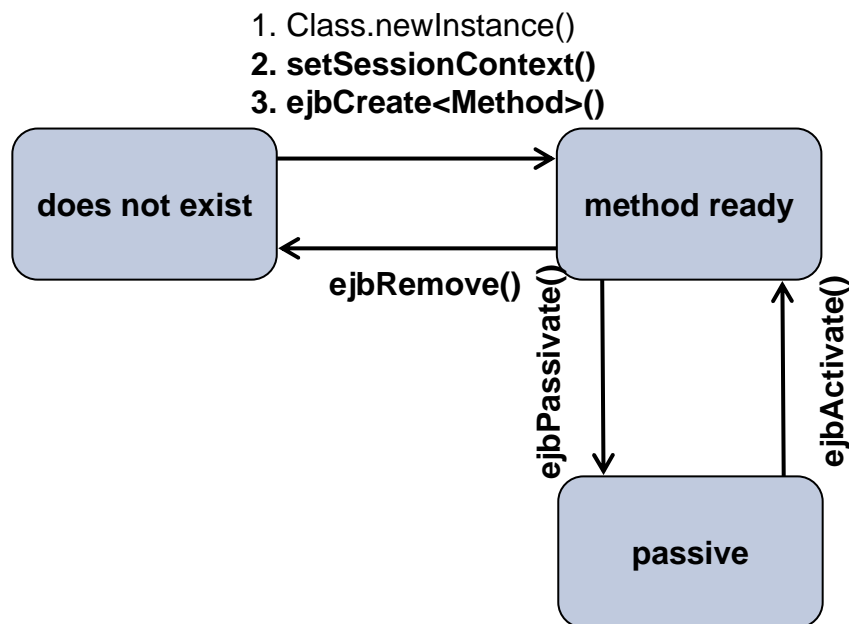 1. Class.newInstance()
2. setSessionContext()
3. ejbCreate<Method>()
does not exist
method ready
ejbRemove()
ejbPassivate()
ejbActivate()
passive